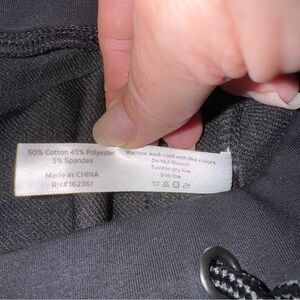 50% Cotton 45% Polyester
5% Spandex
Made in CHINA
RN#162361
Machine wash cold with like colors
Do Not Bleach
Tumble dry low
Iron low